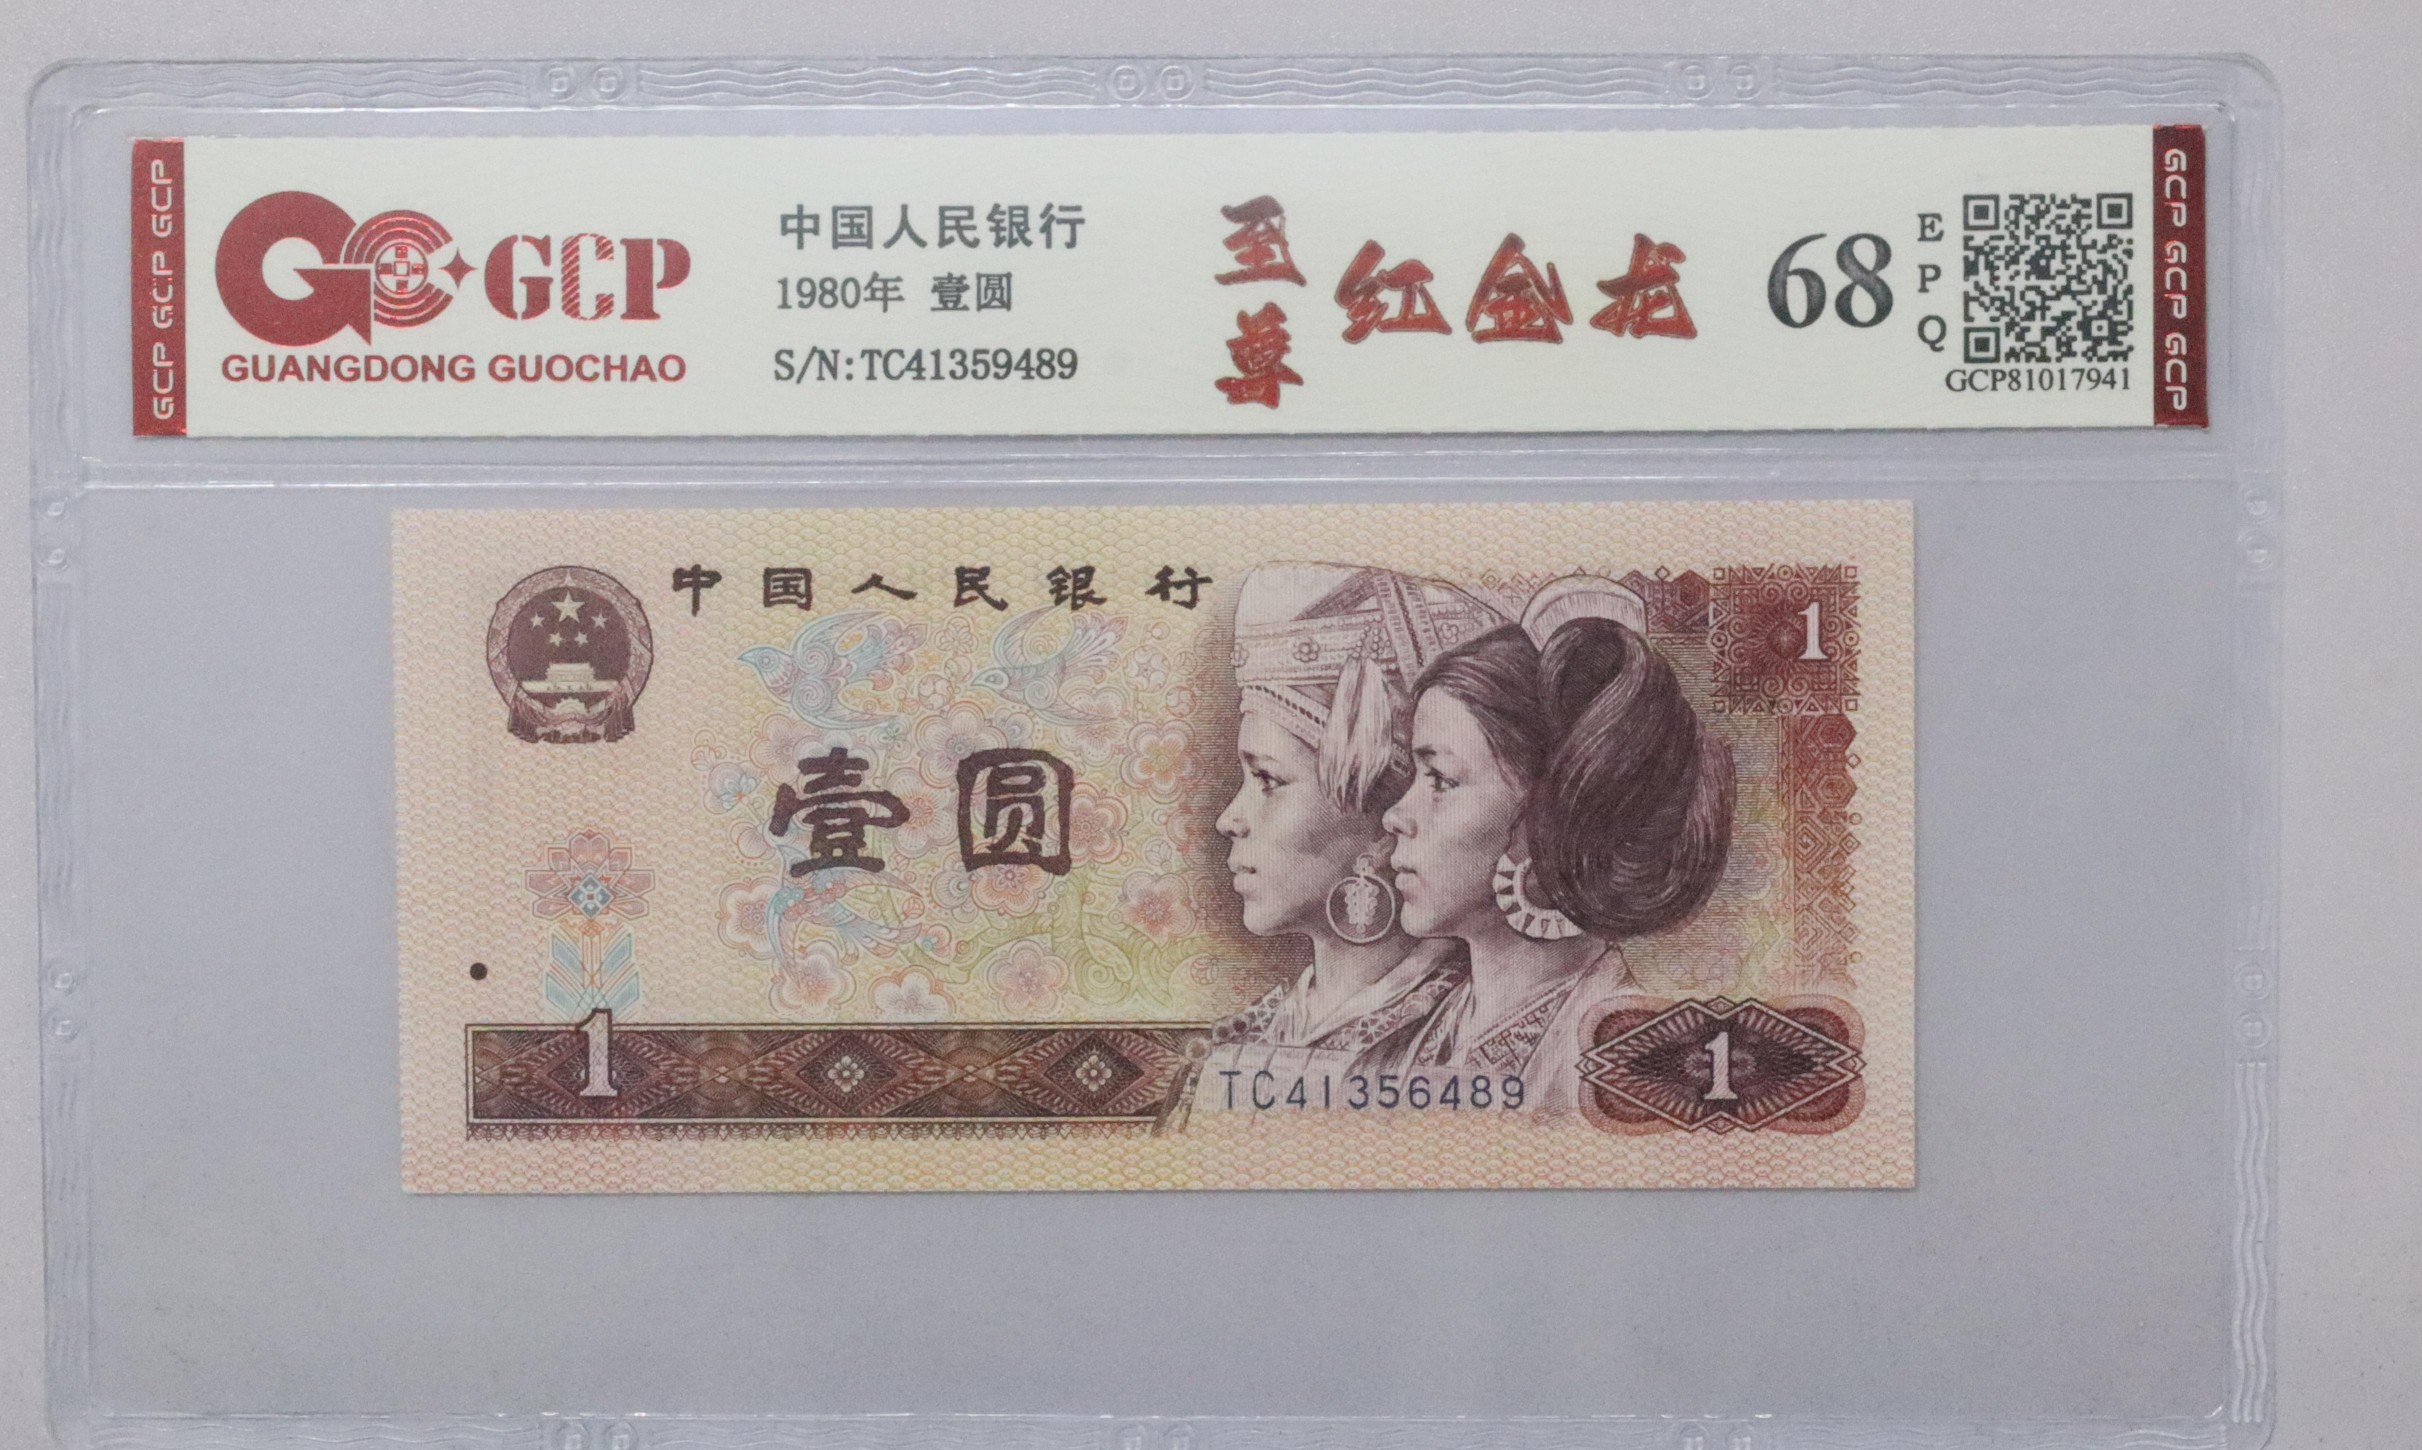 GCP GCP GCP
GCP
GUANGDONG GUOCHAO
中国人民银行
1980年 壹圆
S/N:TC41359489
至尊
红金龙
68
EPQ
GCP81017941
GCP GCP GCP
中国人民银行
1
壹圆
1
TC41356489
1